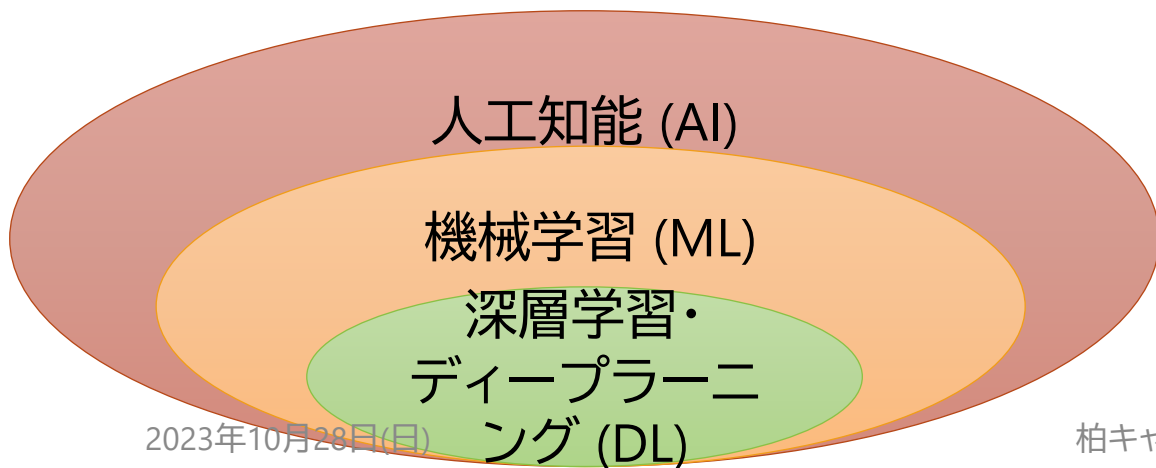 人工知能 (AI)
機械学習 (ML)
深層学習・
ディープラーニ
ング (DL)
2023年10月28日(日)
柏キャ